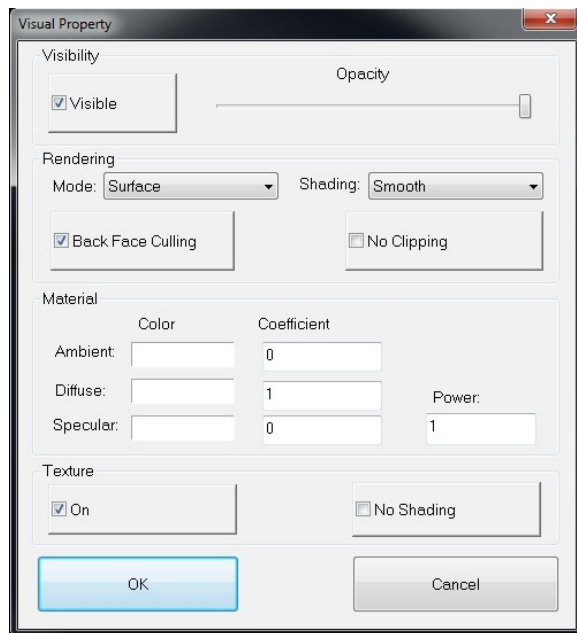 Visual Property
Visibility
Visible
Opacity
Rendering
Mode: Surface
Shading: Smooth
Back Face Culling
No Clipping
Material
Color Coefficient
Ambient: 0
Diffuse: 1
Power:
Specular: 0 1
Texture
On
No Shading
OK
Cancel